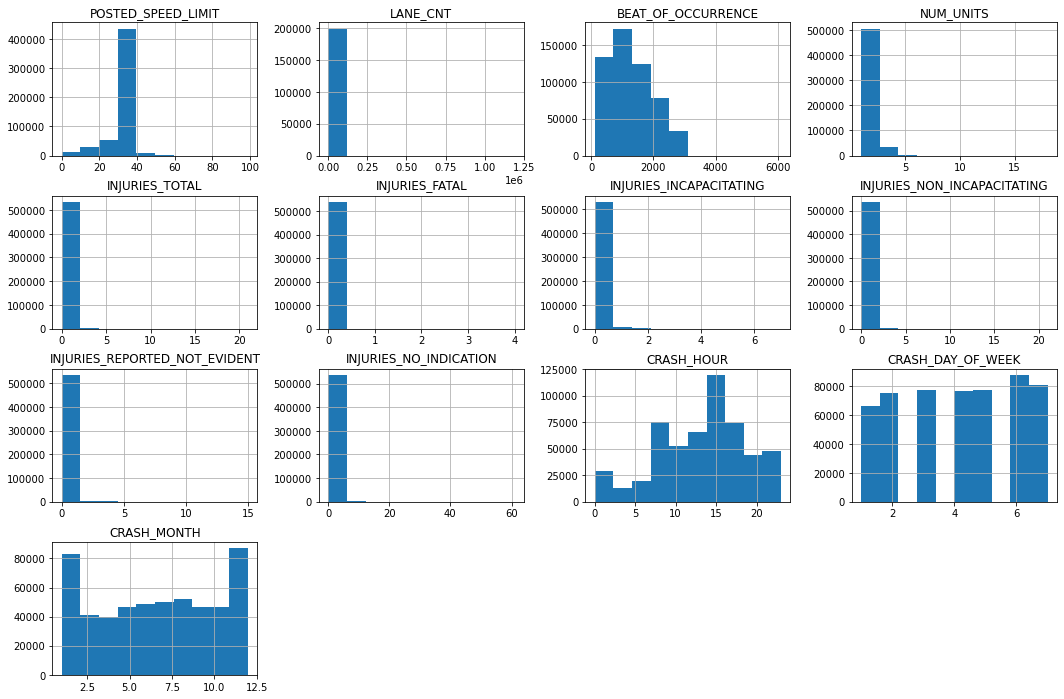 POSTED_SPEED_LIMIT
LANE_CNT
BEAT_OF_OCCURRENCE
NUM_UNITS
400000
300000
200000
100000
0
0 20 40 60 80 100
200000
150000
100000
50000
0
0.00 0.25 0.50 0.75 1.00 1.25
1e6
150000
100000
50000
0
0 2000 4000 6000
500000
400000
300000
200000
100000
0
5 10 15
INJURIES_TOTAL
INJURIES_FATAL
INJURIES_INCAPACITATING
INJURIES_NON_INCAPACITATING
500000
400000
300000
200000
100000
0
0 5 10 15 20
500000
400000
300000
200000
100000
0
0 1 2 3 4
500000
400000
300000
200000
100000
0
0 2 4 6
500000
400000
300000
200000
100000
0
0 5 10 15 20
INJURIES_REPORTED_NOT_EVIDENT
INJURIES_NO_INDICATION
CRASH_HOUR
CRASH_DAY_OF_WEEK
500000
400000
300000
200000
100000
0
0 5 10 15
500000
400000
300000
200000
100000
0
0 20 40 60
125000
100000
75000
50000
25000
0
0 5 10 15 20
80000
60000
40000
20000
0
2 4 6
CRASH_MONTH
80000
60000
40000
20000
0
2.5 5.0 7.5 10.0 12.5